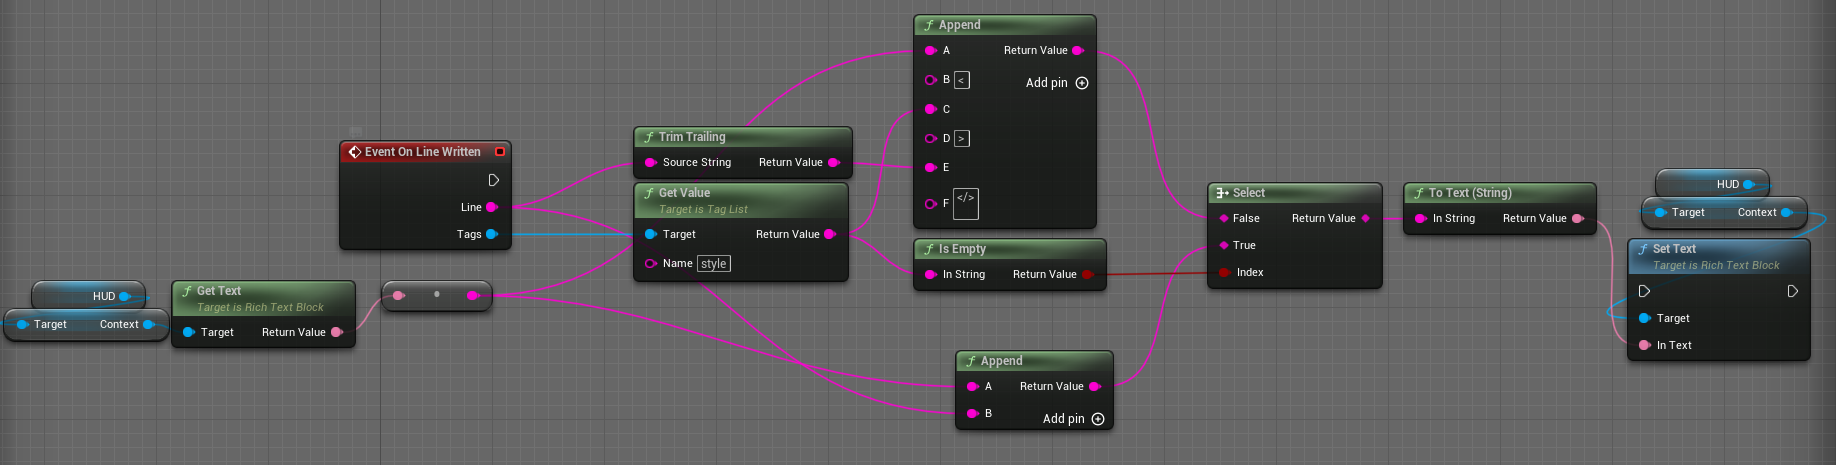 HUD
Target Context
Get Text
Target is Rich Text Block
Target Return Value
Event On Line Written
Line
Tags
Trim Trailing
Source String Return Value
Get Value
Target is Tag List
Target Return Value
Name style
Append
A Return Value
B <
Add pin
C
D >
E
F </>
Is Empty
In String Return Value
Append
A Return Value
B
Add pin
Select
False Return Value
True
Index
To Text (String)
In String Return Value
HUD
Target Context
Set Text
Target is Rich Text Block
Target
In Text